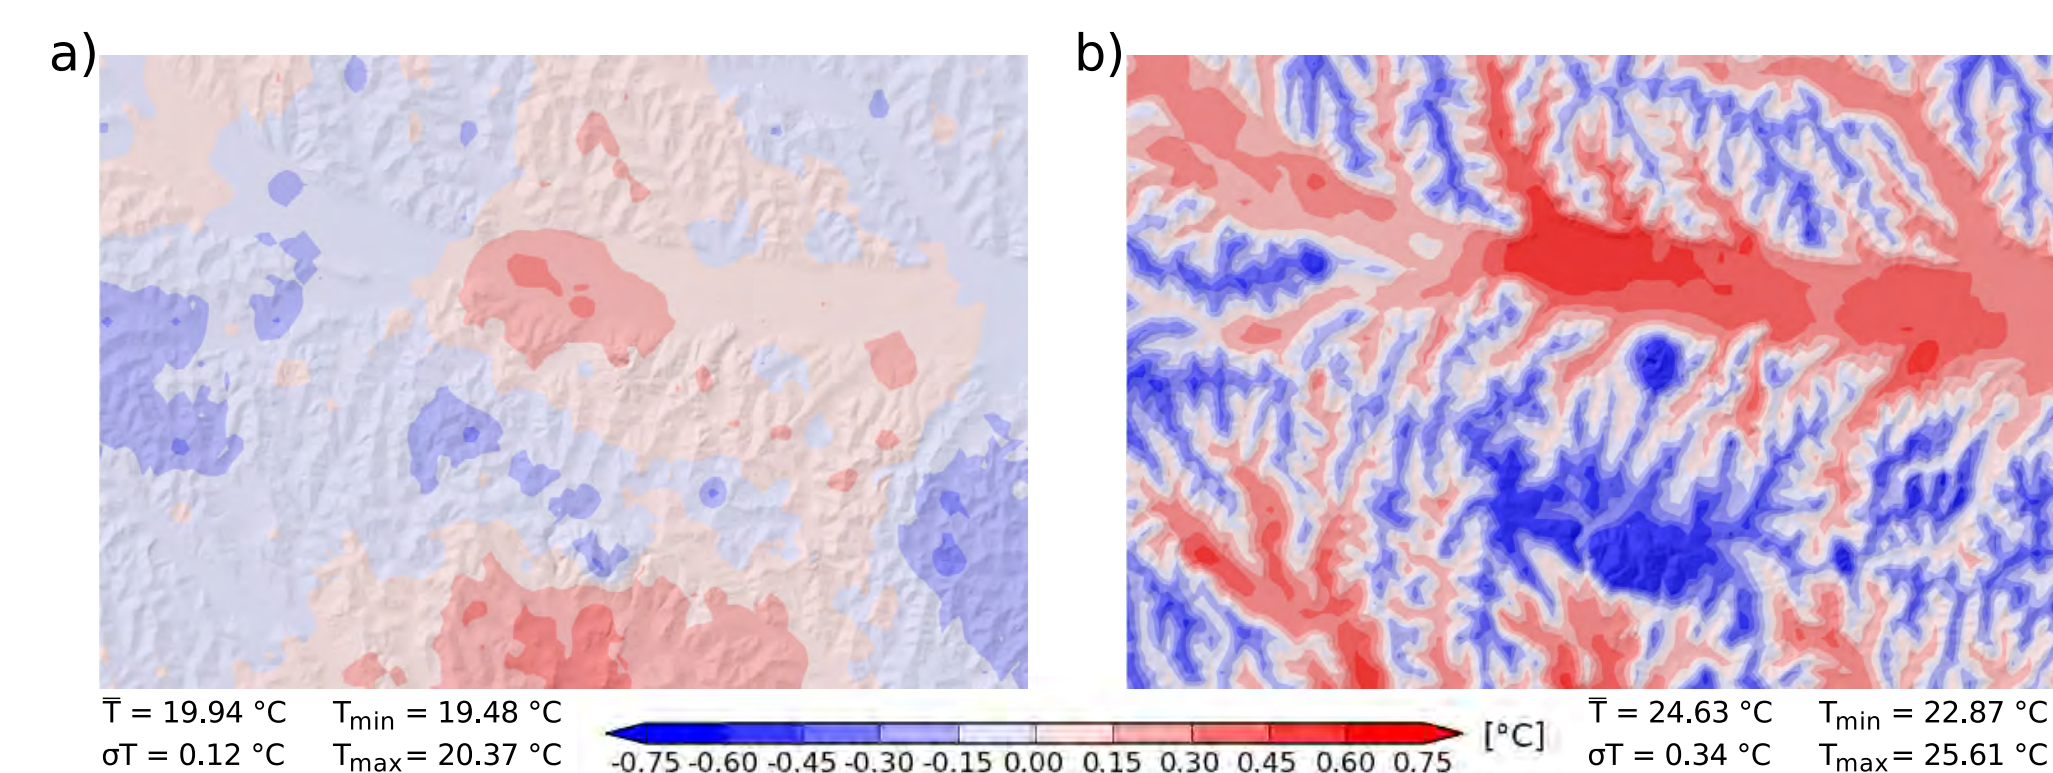 a)
b)
T̅ = 19.94 °C
Tmin = 19.48 °C
σT = 0.12 °C
Tmax= 20.37 °C
-0.75 -0.60 -0.45 -0.30 -0.15 0.00 0.15 0.30 0.45 0.60 0.75
[°C]
T̅ = 24.63 °C
Tmin = 22.87 °C
σT = 0.34 °C
Tmax= 25.61 °C